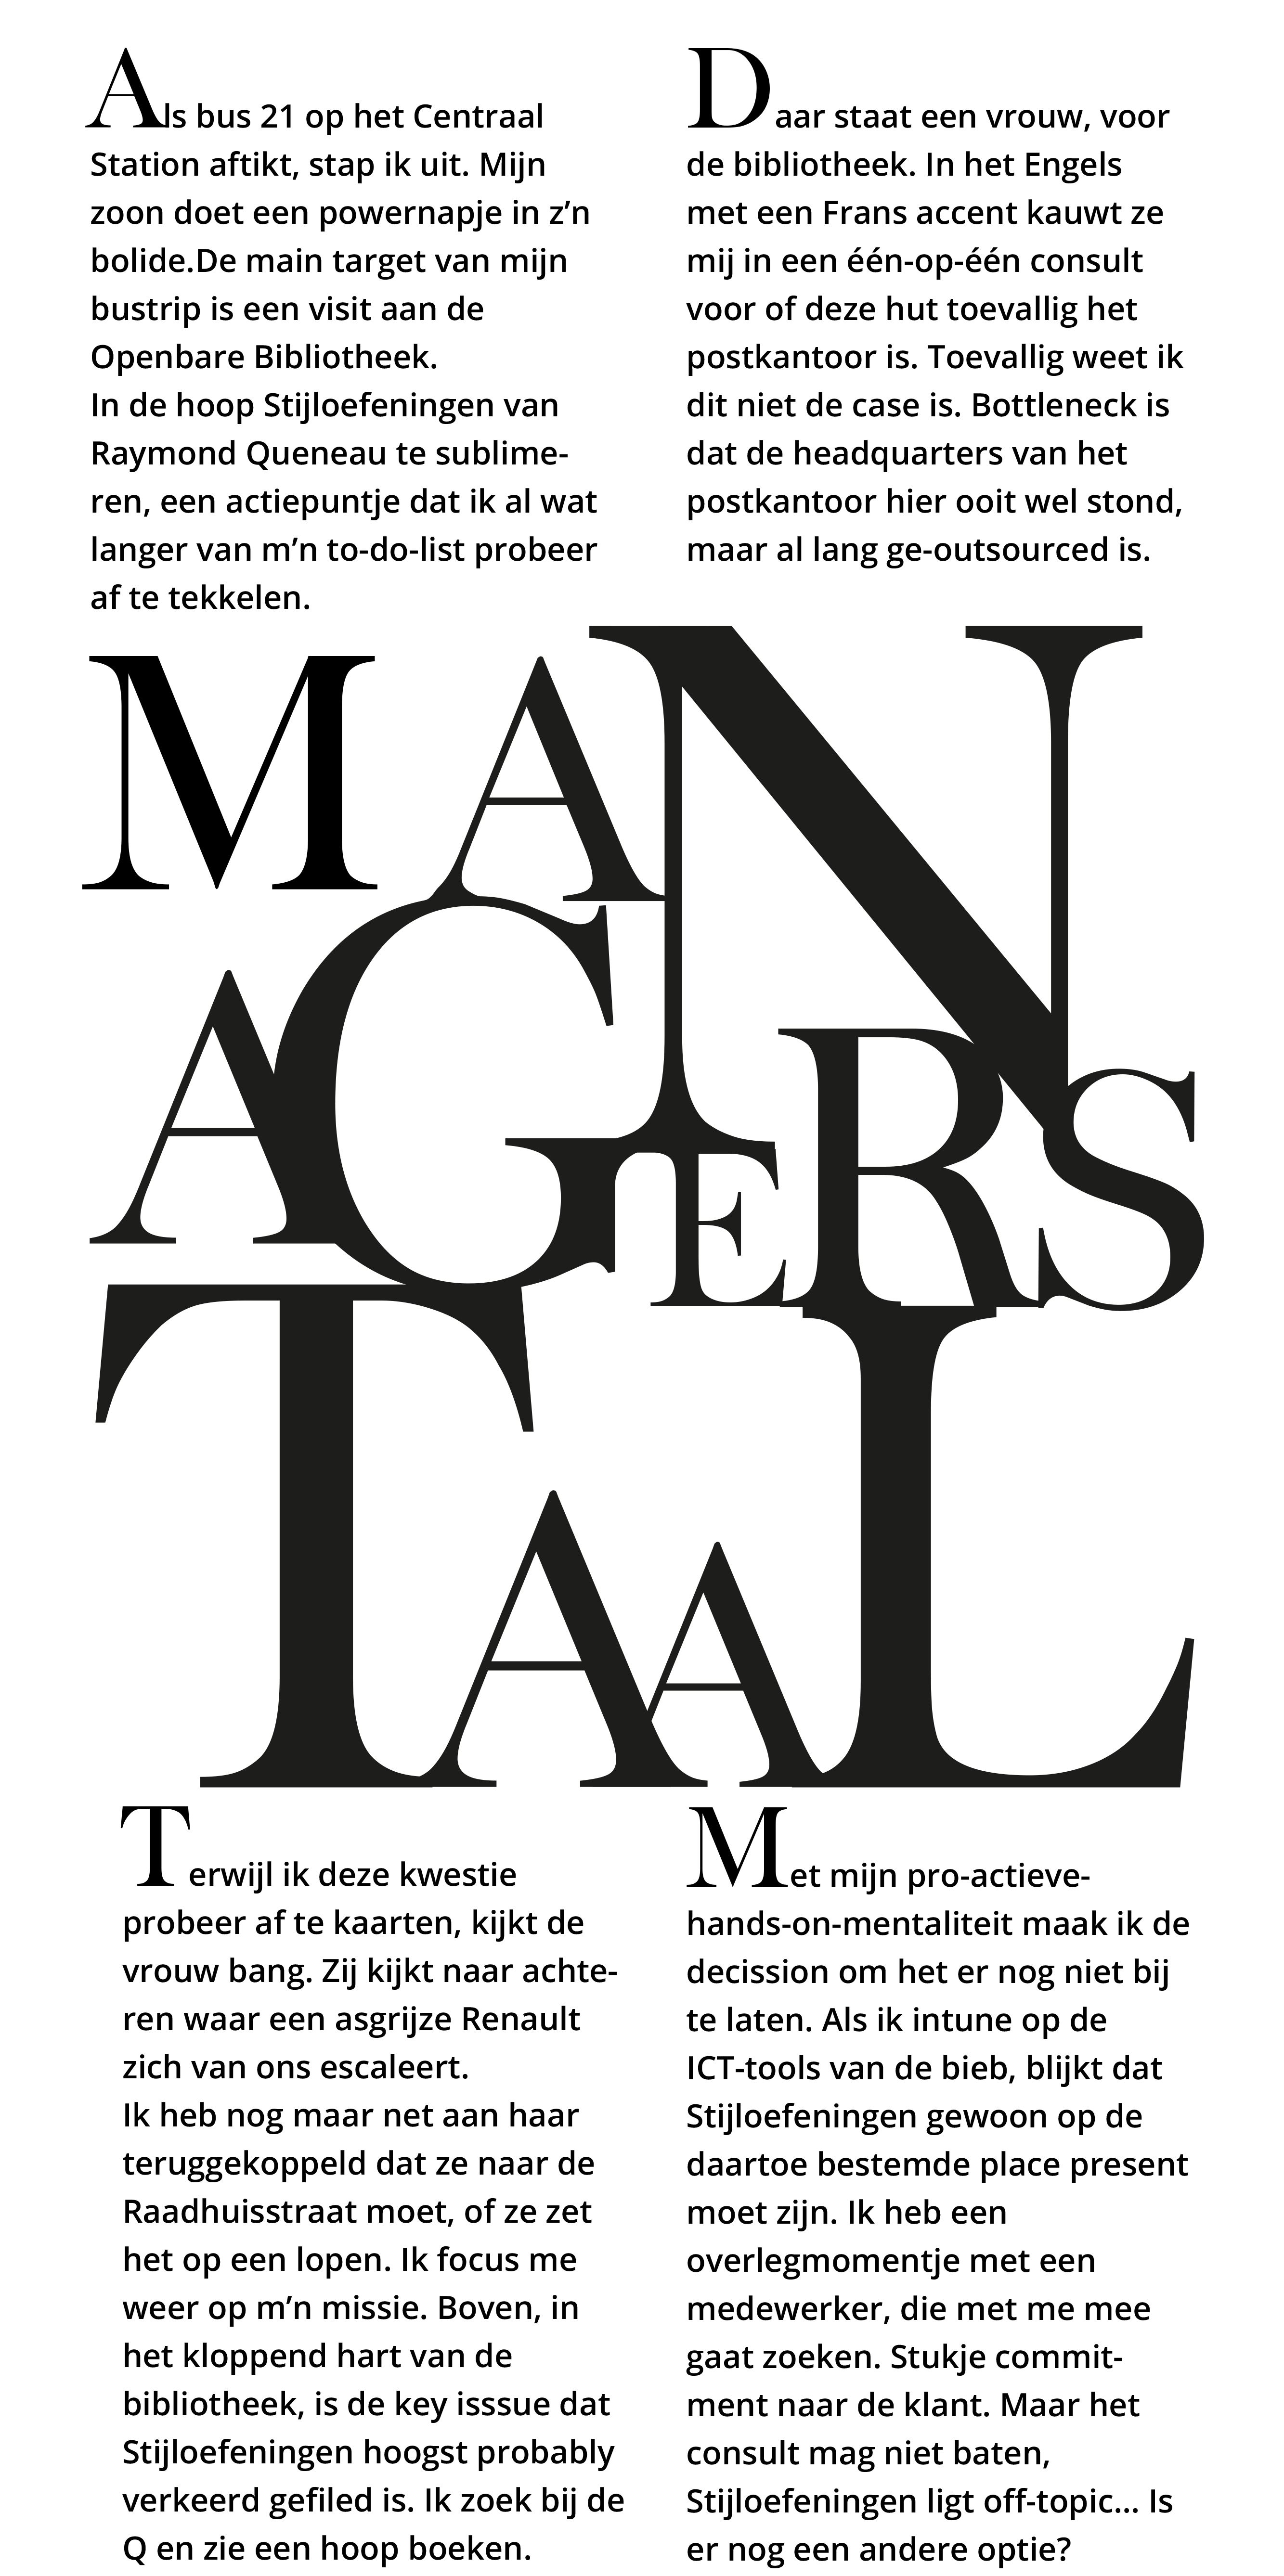 Als bus 21 op het Centraal
Station aftikt, stap ik uit. Mijn
zoon doet een powernapje in z’n
bolide.De main target van mijn
bustrip is een visit aan de
Openbare Bibliotheek.
In de hoop Stijloefeningen van
Raymond Queneau te sublime-
ren, een actiepuntje dat ik al wat
langer van m’n to-do-list probeer
af te tekkelen.
Daar staat een vrouw, voor
de bibliotheek. In het Engels
met een Frans accent kauwt ze
mij in een één-op-één consult
voor of deze hut toevallig het
postkantoor is. Toevallig weet ik
dit niet de case is. Bottleneck is
dat de headquarters van het
postkantoor hier ooit wel stond,
maar al lang ge-outsourced is.
MAN
AGERS
TAAL
Terwijl ik deze kwestie
probeer af te kaarten, kijkt de
vrouw bang. Zij kijkt naar achte-
ren waar een asgrijze Renault
zich van ons escaleert.
Ik heb nog maar net aan haar
teruggekoppeld dat ze naar de
Raadhuisstraat moet, of ze zet
het op een lopen. Ik focus me
weer op m’n missie. Boven, in
het kloppend hart van de
bibliotheek, is de key isssue dat
Stijloefeningen hoogst probably
verkeerd gefiled is. Ik zoek bij de
Q en zie een hoop boeken.
Met mijn pro-actieve-
hands-on-mentaliteit maak ik de
decission om het er nog niet bij
te laten. Als ik intune op de
ICT-tools van de bieb, blijkt dat
Stijloefeningen gewoon op de
daartoe bestemde place present
moet zijn. Ik heb een
overlegmomentje met een
medewerker, die met me mee
gaat zoeken. Stukje commit-
ment naar de klant. Maar het
consult mag niet baten,
Stijloefeningen ligt off-topic... Is
er nog een andere optie?